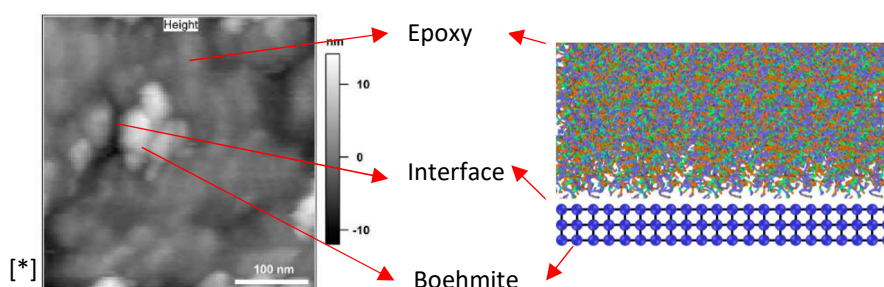 Height
nm
10
0
-10
100 nm
[*]
Epoxy
Interface
Boehmite